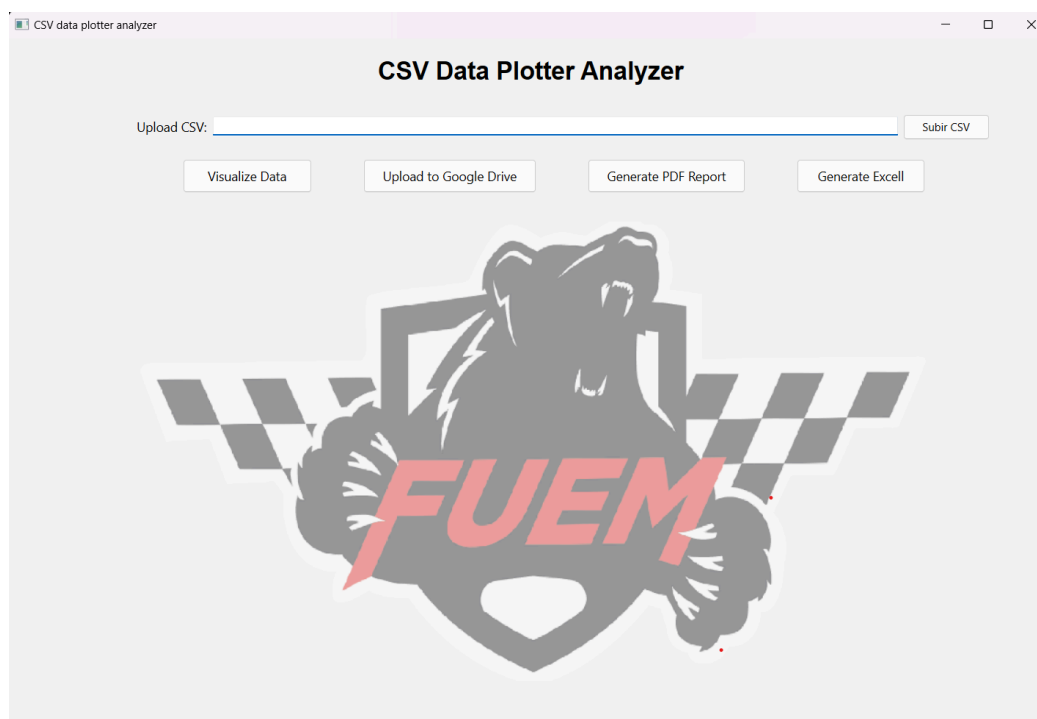 CSV data plotter analyzer
CSV Data Plotter Analyzer
Upload CSV: Subir CSV
Visualize Data Upload to Google Drive Generate PDF Report Generate Excell
FUEM